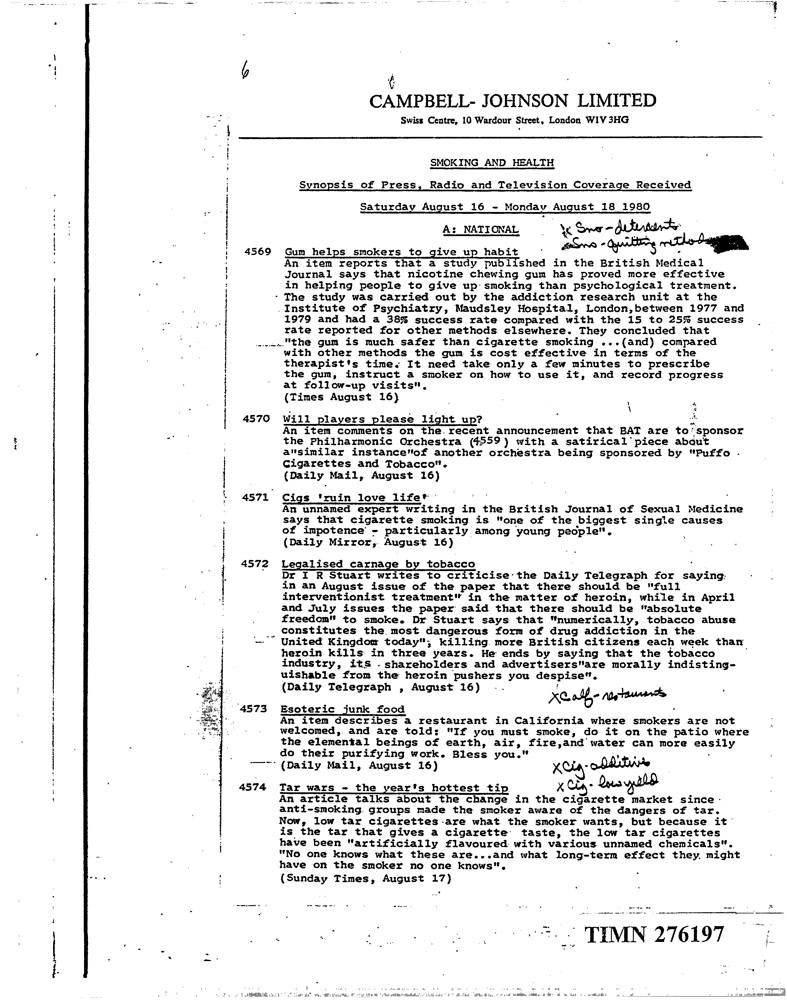 6
CAMPBELL- JOHNSON LIMITED
Swiss Centre, 10 Wardour Street, London W1V 3HG
SMOKING AND HEALTH
Synopsis of Press, Radio and Television Coverage Received
Saturday August 16 - Monday August 18 1980
A: NATIONAL
x Smo-deterrents
x Smo-quitting methods
4569 Gum helps smokers to give up habit
An item reports that a study published in the British Medical
Journal says that nicotine chewing gum has proved more effective
in helping people to give up smoking than psychological treatment.
The study was carried out by the addiction research unit at the
Institute of Psychiatry, Maudsley Hospital, London,between 1977 and
1979 and had a 38% success rate compared with the 15 to 25% success
rate reported for other methods elsewhere. They concluded that
"the gum is much safer than cigarette smoking ...(and) compared
with other methods the gum is cost effective in terms of the
therapist's time. It need take only a few minutes to prescribe
the gum, instruct a smoker on how to use it, and record progress
at follow-up visits".
(Times August 16)
4570 Will players please light up?
An item comments on the recent announcement that BAT are to sponsor
the Philharmonic Orchestra (4559) with a satirical piece about
a"similar instance"of another orchestra being sponsored by "Puffo
Cigarettes and Tobacco".
(Daily Mail, August 16)
4571 Cigs 'ruin love life'
An unnamed expert writing in the British Journal of Sexual Medicine
says that cigarette smoking is "one of the biggest single causes
of impotence - particularly among young people".
(Daily Mirror, August 16)
4572 Legalised carnage by tobacco
Dr I R Stuart writes to criticise the Daily Telegraph for saying
in an August issue of the paper that there should be "full
interventionist treatment" in the matter of heroin, while in April
and July issues the paper said that there should be "absolute
freedom" to smoke. Dr Stuart says that "numerically, tobacco abuse
constitutes the most dangerous form of drug addiction in the
United Kingdom today", killing more British citizens each week than
heroin kills in three years. He ends by saying that the tobacco
industry, its shareholders and advertisers"are morally indisting-
uishable from the heroin pushers you despise".
(Daily Telegraph , August 16)
x Calif-restaurants
4573 Esoteric junk food
An item describes a restaurant in California where smokers are not
welcomed, and are told: "If you must smoke, do it on the patio where
the elemental beings of earth, air, fire,and water can more easily
do their purifying work. Bless you."
(Daily Mail, August 16)
x Cig-additives
x Cig-low yield
4574 Tar wars - the year's hottest tip
An article talks about the change in the cigarette market since
anti-smoking groups made the smoker aware of the dangers of tar.
Now, low tar cigarettes are what the smoker wants, but because it
is the tar that gives a cigarette taste, the low tar cigarettes
have been "artificially flavoured with various unnamed chemicals".
"No one knows what these are...and what long-term effect they might
have on the smoker no one knows".
(Sunday Times, August 17)
TIMN 276197